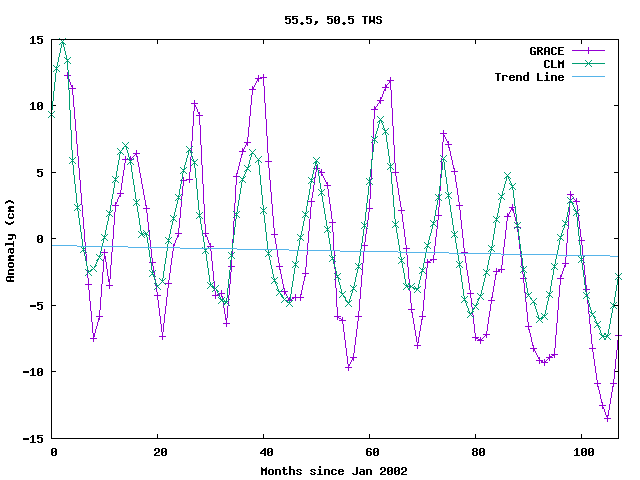 55.5, 50.5 TWS
GRACE
CLM
Trend Line
15
10
5
0
-5
-10
-15
Anomaly (cm)
0 20 40 60 80 100
Months since Jan 2002